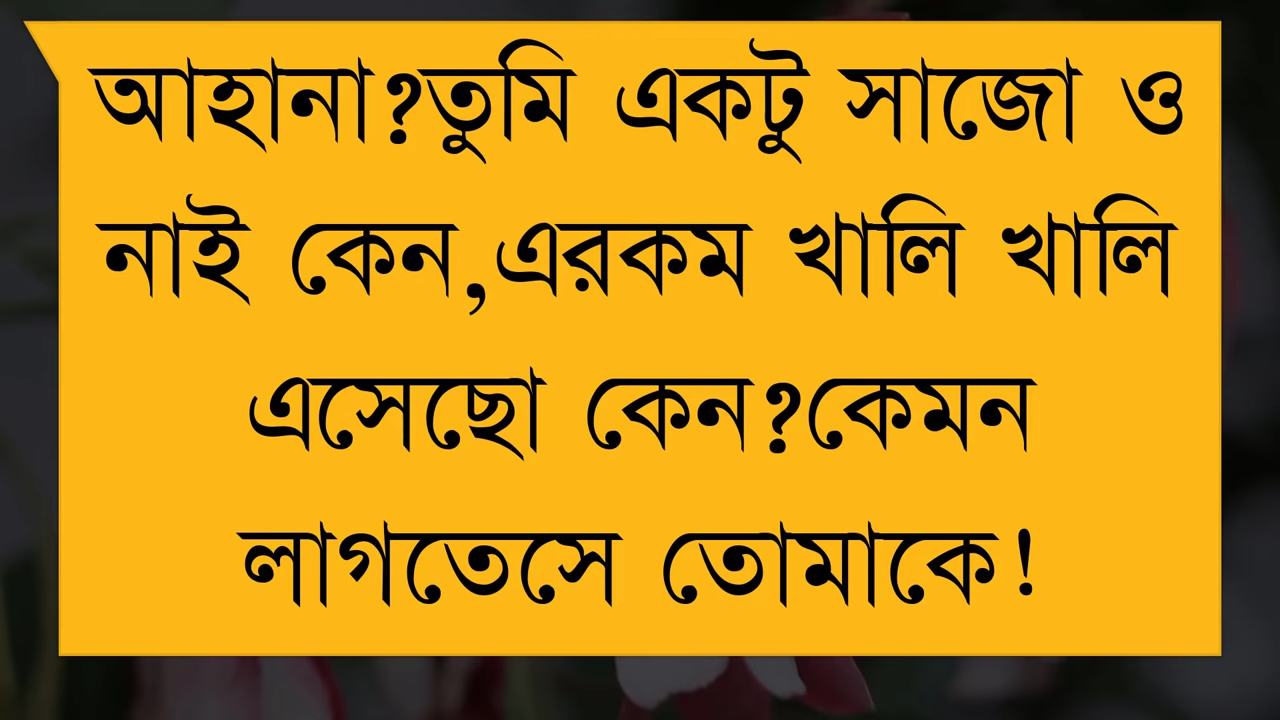 আহানা?তুমি একটু সাজো ও
নাই কেন,এরকম খালি খালি
এসেছো কেন?কেমন
লাগতেসে তোমাকে!